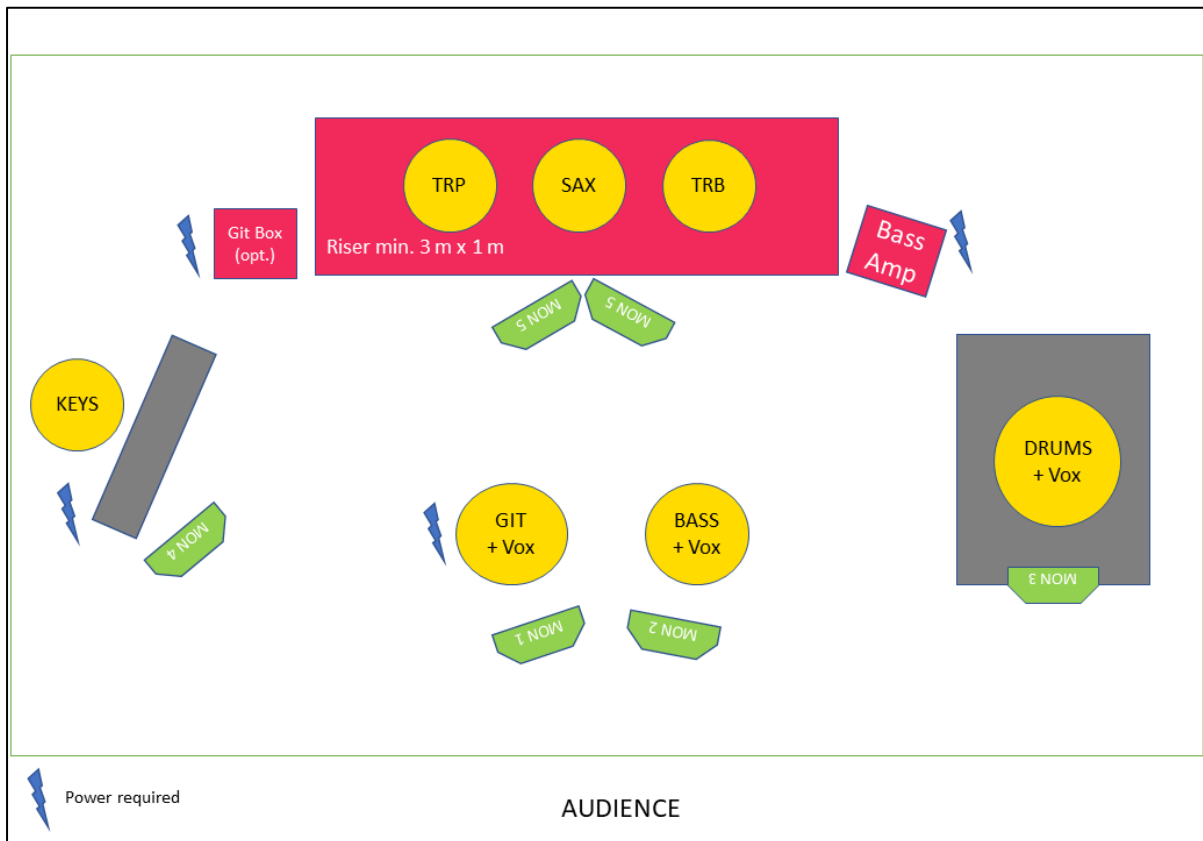 TRP
SAX
TRB
Git Box
(opt.)
Riser min. 3 m x 1 m
Bass
Amp
MON 5
MON 5
KEYS
DRUMS
+ Vox
GIT
+ Vox
BASS
+ Vox
MON 4
MON 3
MON 1
MON 2
Power required
AUDIENCE